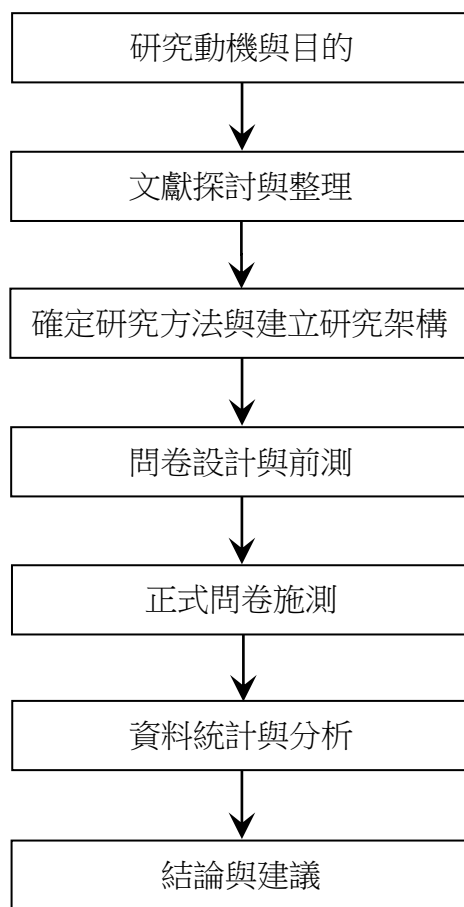 研究動機與目的
文獻探討與整理
確定研究方法與建立研究架構
問卷設計與前測
正式問卷施測
資料統計與分析
結論與建議